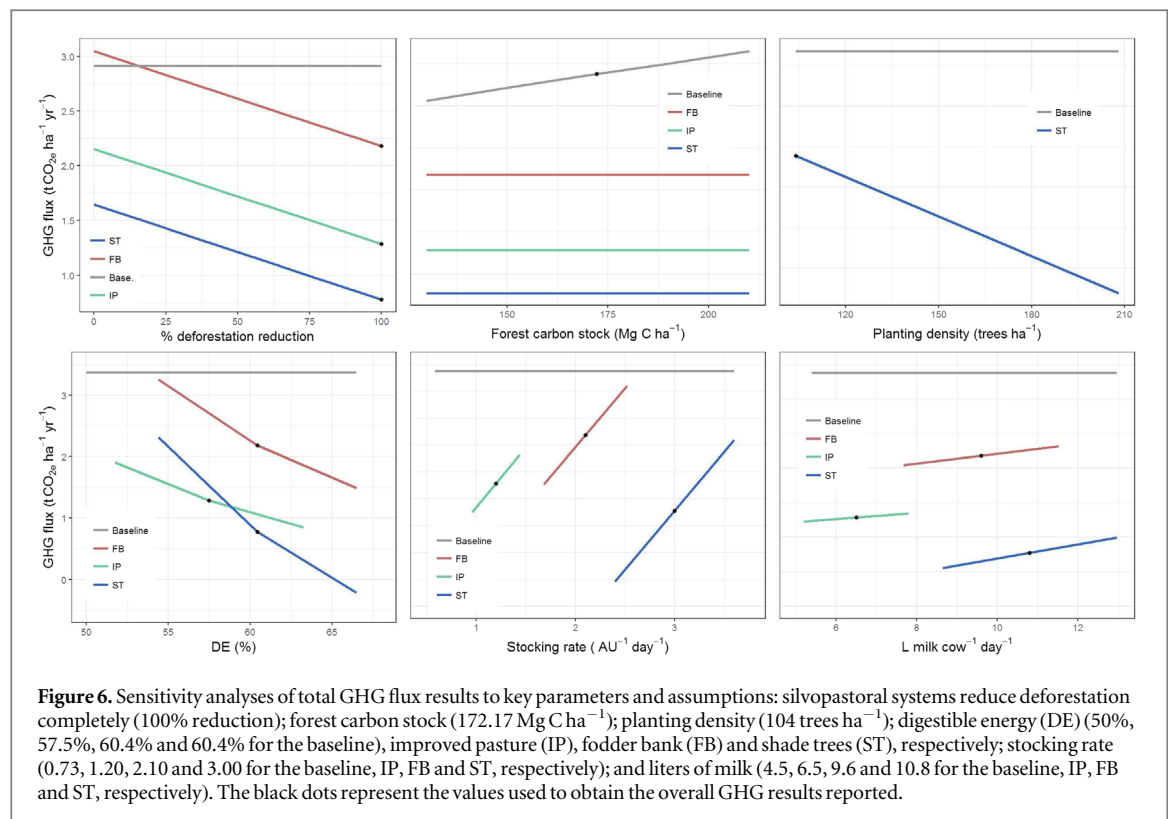 GHG flux (t CO2e ha−1 yr−1)
3.0
2.5
2.0
1.5
1.0
ST
FB
Base.
IP
0 25 50 75 100
% deforestation reduction
Baseline
FB
IP
ST
150 175 200
Forest carbon stock (Mg C ha−1)
Baseline
ST
120 150 180 210
Planting density (trees ha−1)
GHG flux (t CO2e ha−1 yr−1)
3
2
1
0
Baseline
FB
IP
ST
50 55 60 65
DE (%)
Baseline
FB
IP
ST
1 2 3
Stocking rate ( AU−1 day−1)
Baseline
FB
IP
ST
6 8 10 12
L milk cow−1 day−1
Figure 6. Sensitivity analyses of total GHG flux results to key parameters and assumptions: silvopastoral systems reduce deforestation
completely (100% reduction); forest carbon stock (172.17 Mg C ha−1); planting density (104 trees ha−1); digestible energy (DE) (50%,
57.5%, 60.4% and 60.4% for the baseline), improved pasture (IP), fodder bank (FB) and shade trees (ST), respectively; stocking rate
(0.73, 1.20, 2.10 and 3.00 for the baseline, IP, FB and ST, respectively); and liters of milk (4.5, 6.5, 9.6 and 10.8 for the baseline, IP, FB
and ST, respectively). The black dots represent the values used to obtain the overall GHG results reported.